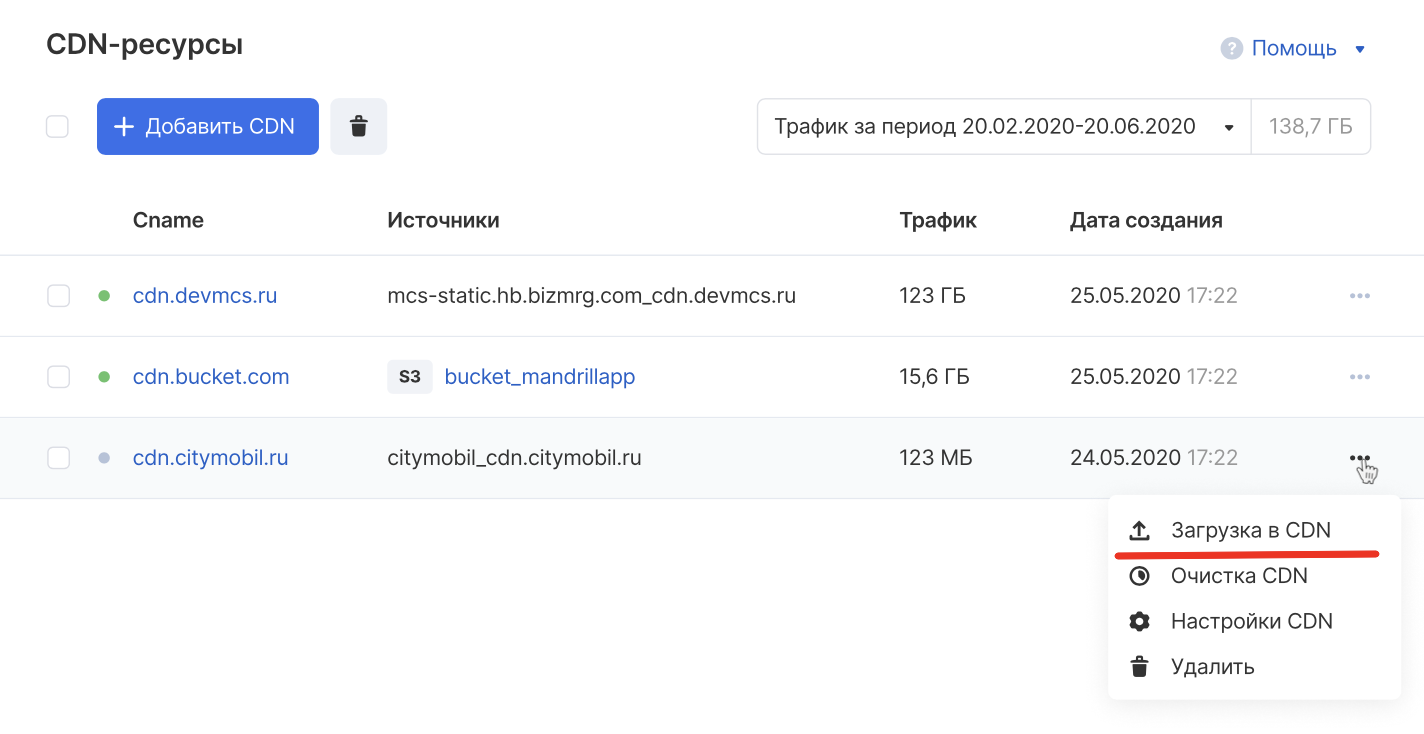 CDN-ресурсы
? Помощь
+ Добавить CDN
Трафик за период 20.02.2020-20.06.2020 138,7 ГБ
Cname Источники Трафик Дата создания
cdn.devmcs.ru mcs-static.hb.bizmrg.com_cdn.devmcs.ru 123 ГБ 25.05.2020 17:22
cdn.bucket.com S3 bucket_mandrillapp 15,6 ГБ 25.05.2020 17:22
cdn.citymobil.ru citymobil_cdn.citymobil.ru 123 МБ 24.05.2020 17:22
Загрузка в CDN
Очистка CDN
Настройки CDN
Удалить